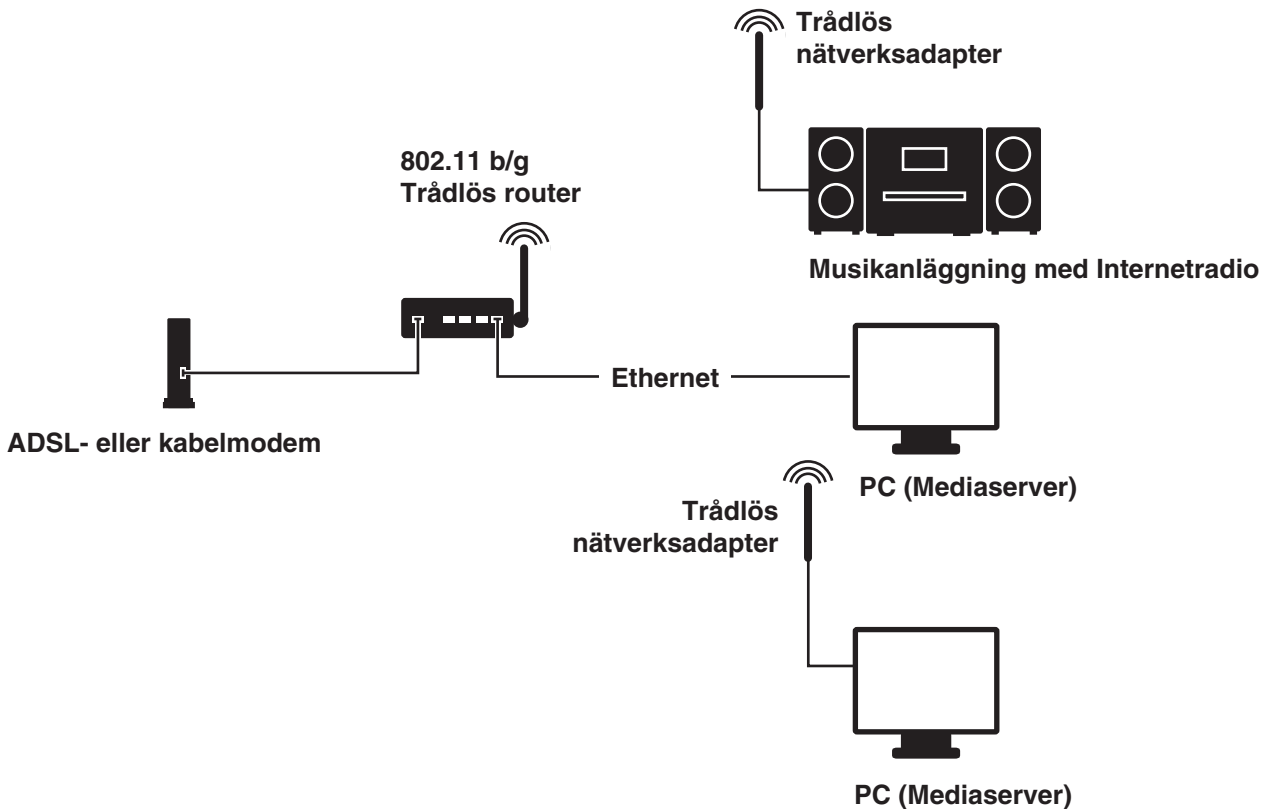 Trådlös
nätverksadapter
802.11 b/g
Trådlös router
Musikanläggning med Internetradio
Ethernet
ADSL- eller kabelmodem
PC (Mediaserver)
Trådlös
nätverksadapter
PC (Mediaserver)